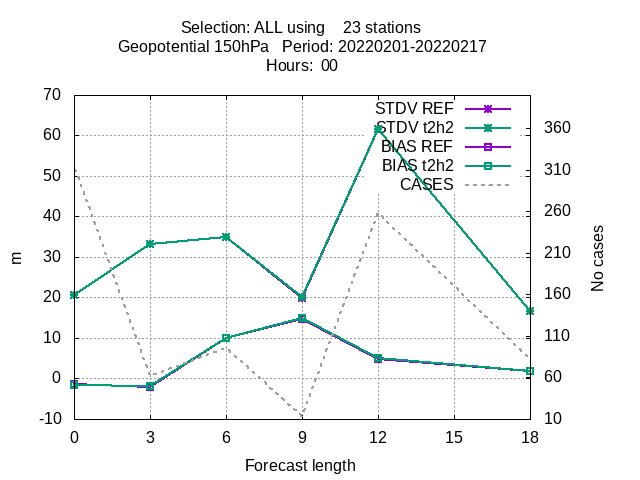 Selection: ALL using    23 stations
Geopotential 150hPa   Period: 20220201-20220217
Hours:  00
STDV REF
STDV t2h2
BIAS REF
BIAS t2h2
CASES
70
60
50
40
30
20
10
0
-10
m
360
310
260
210
160
110
60
10
No cases
0 3 6 9 12 15 18
Forecast length